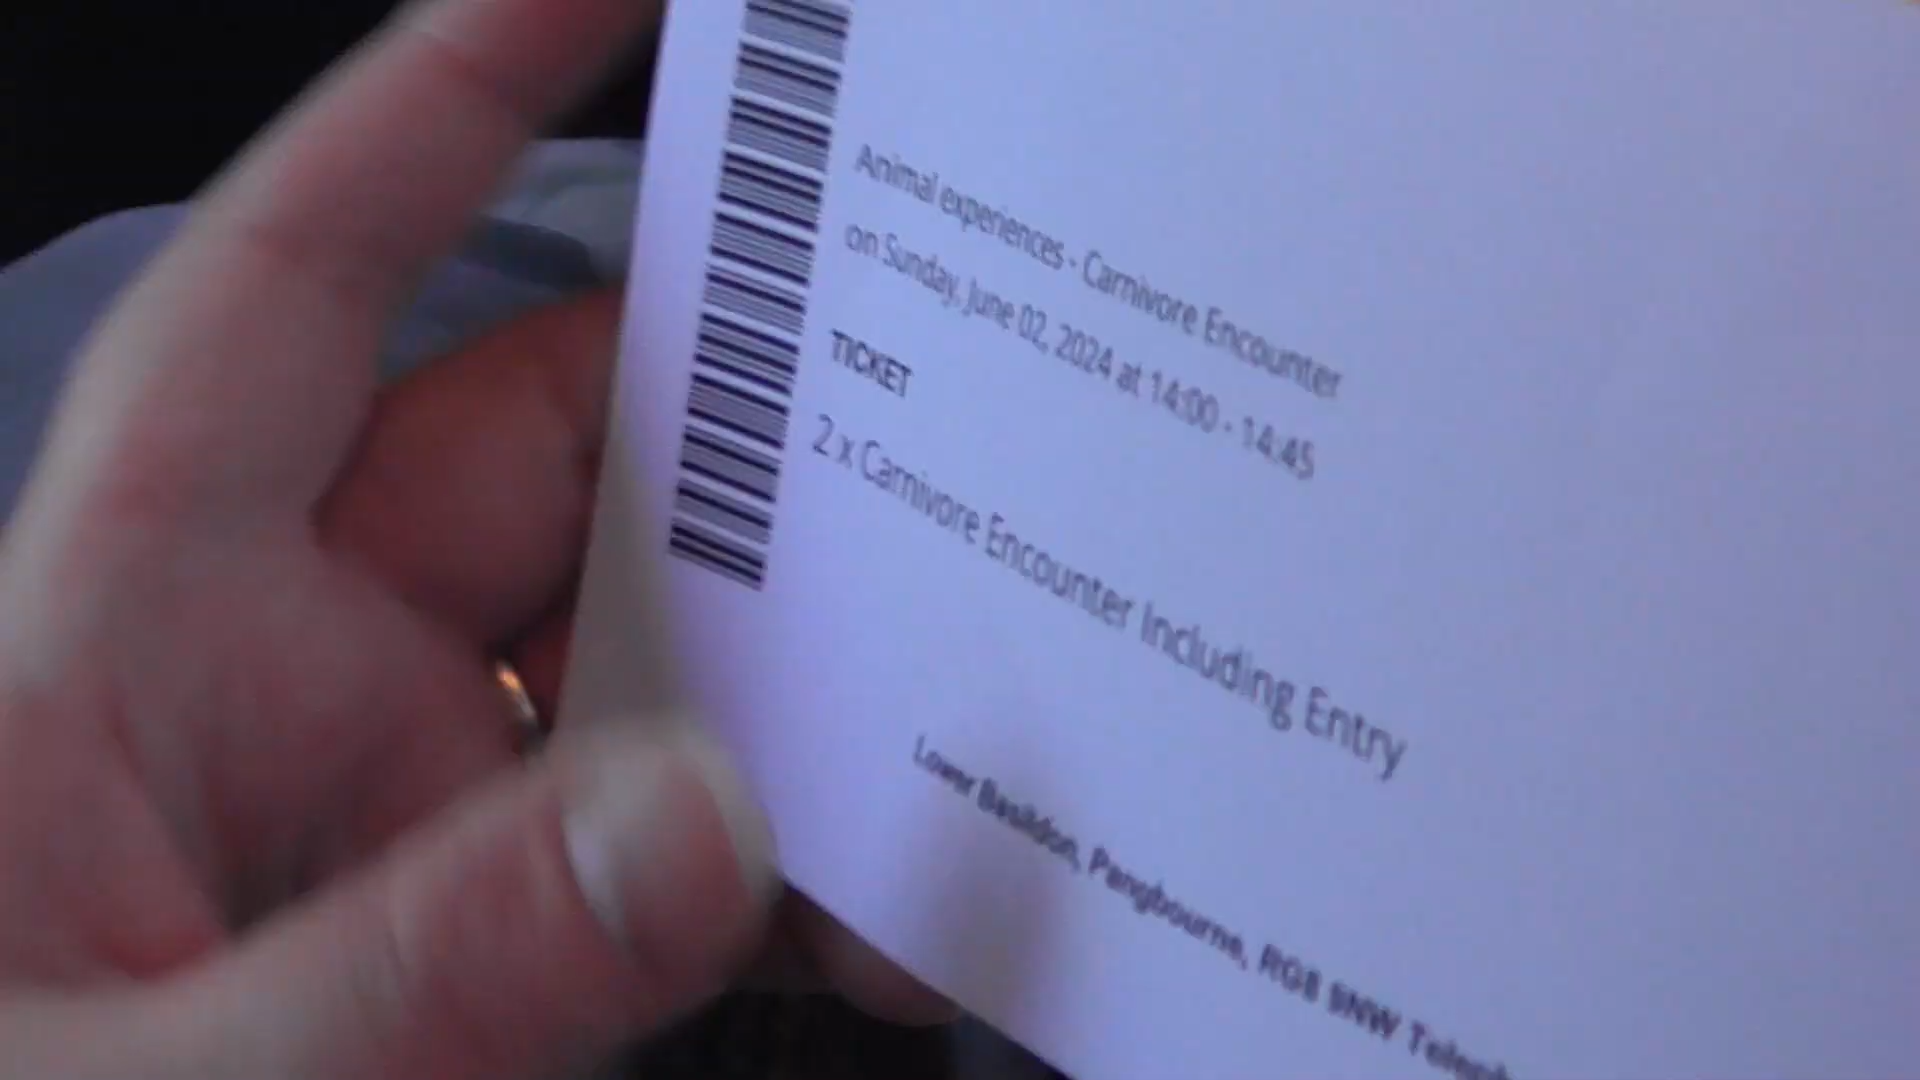 Animal experiences - Carnivore Encounter
on Sunday, June 02, 2024 at 14:00 - 14:45
TICKET
2 x Carnivore Encounter Including Entry
Lower Basildon, Pangbourne, RG8 9NW